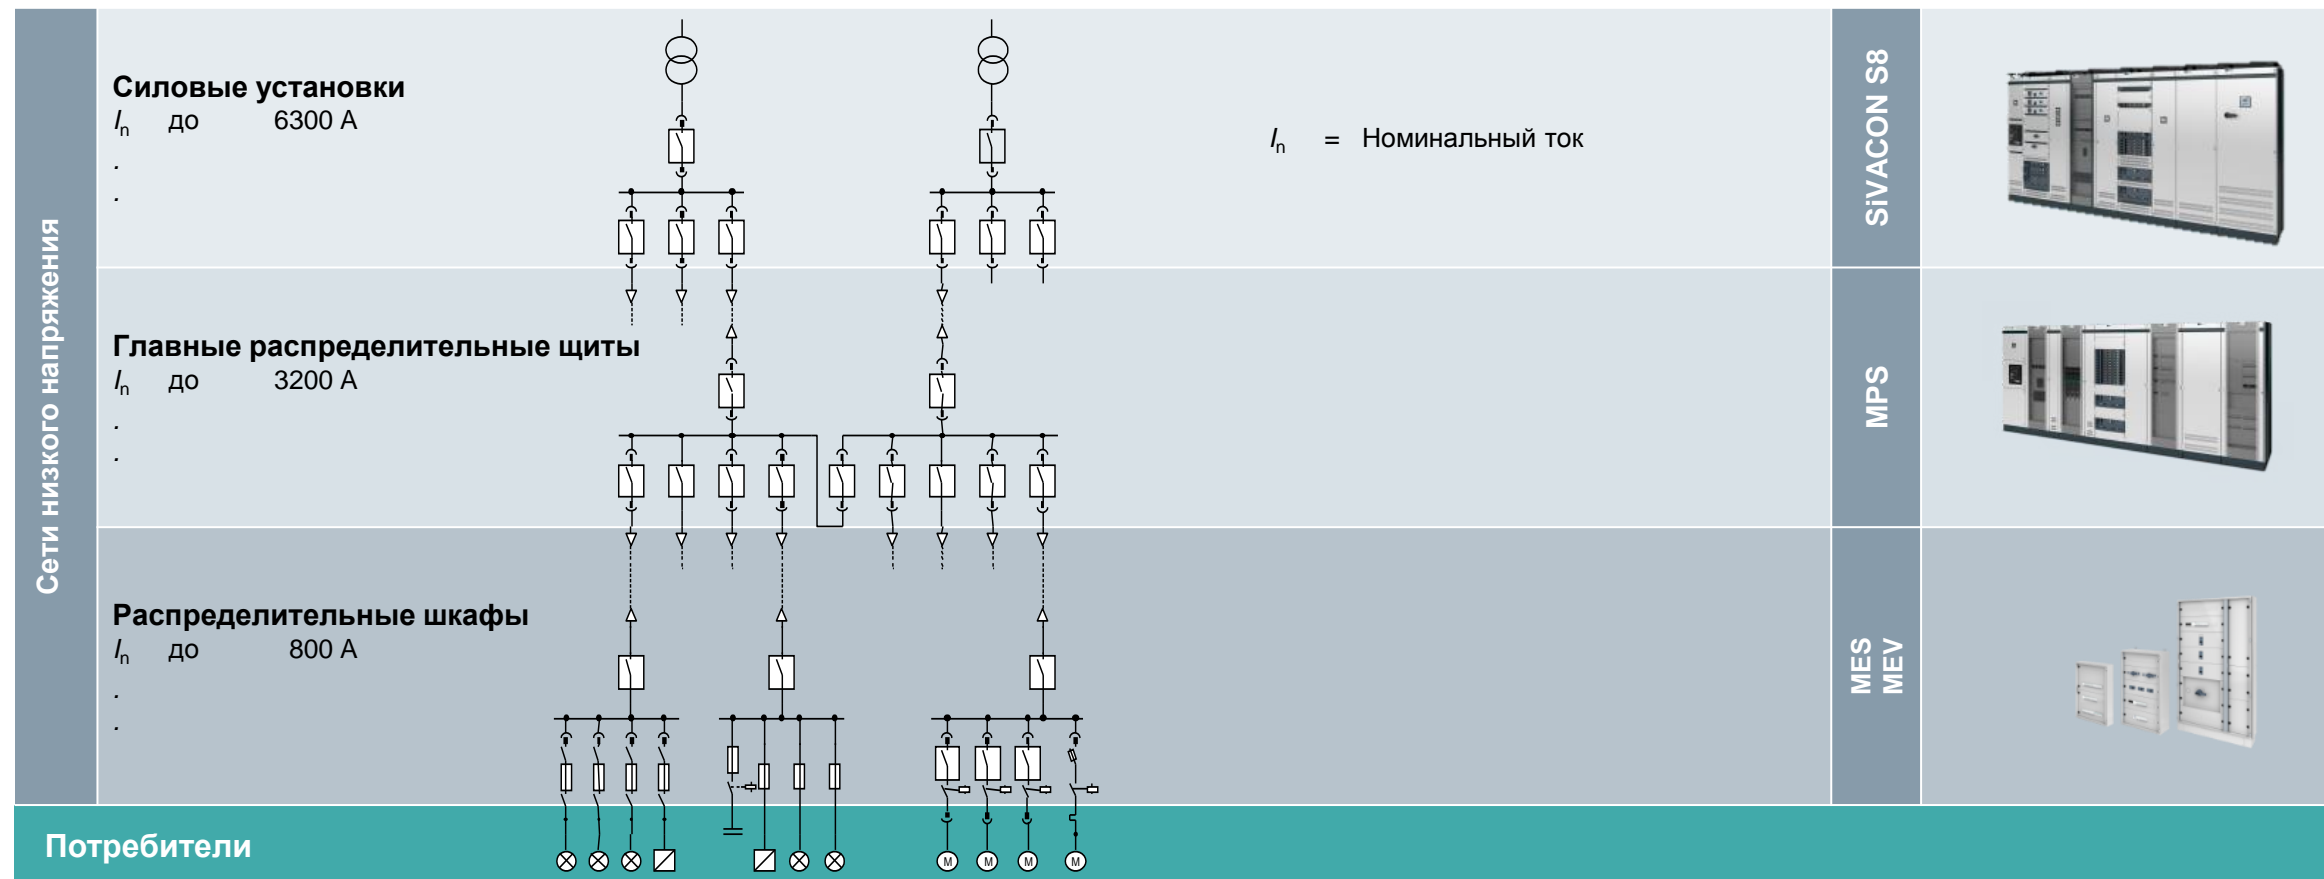 Сети низкого напряжения
Силовые установки
In до 6300 A
.
.
In = Номинальный ток
SiVACON S8
Главные распределительные щиты
In до 3200 A
.
.
MPS
Распределительные шкафы
In до 800 A
.
.
MES
MEV
Потребители
M M M M